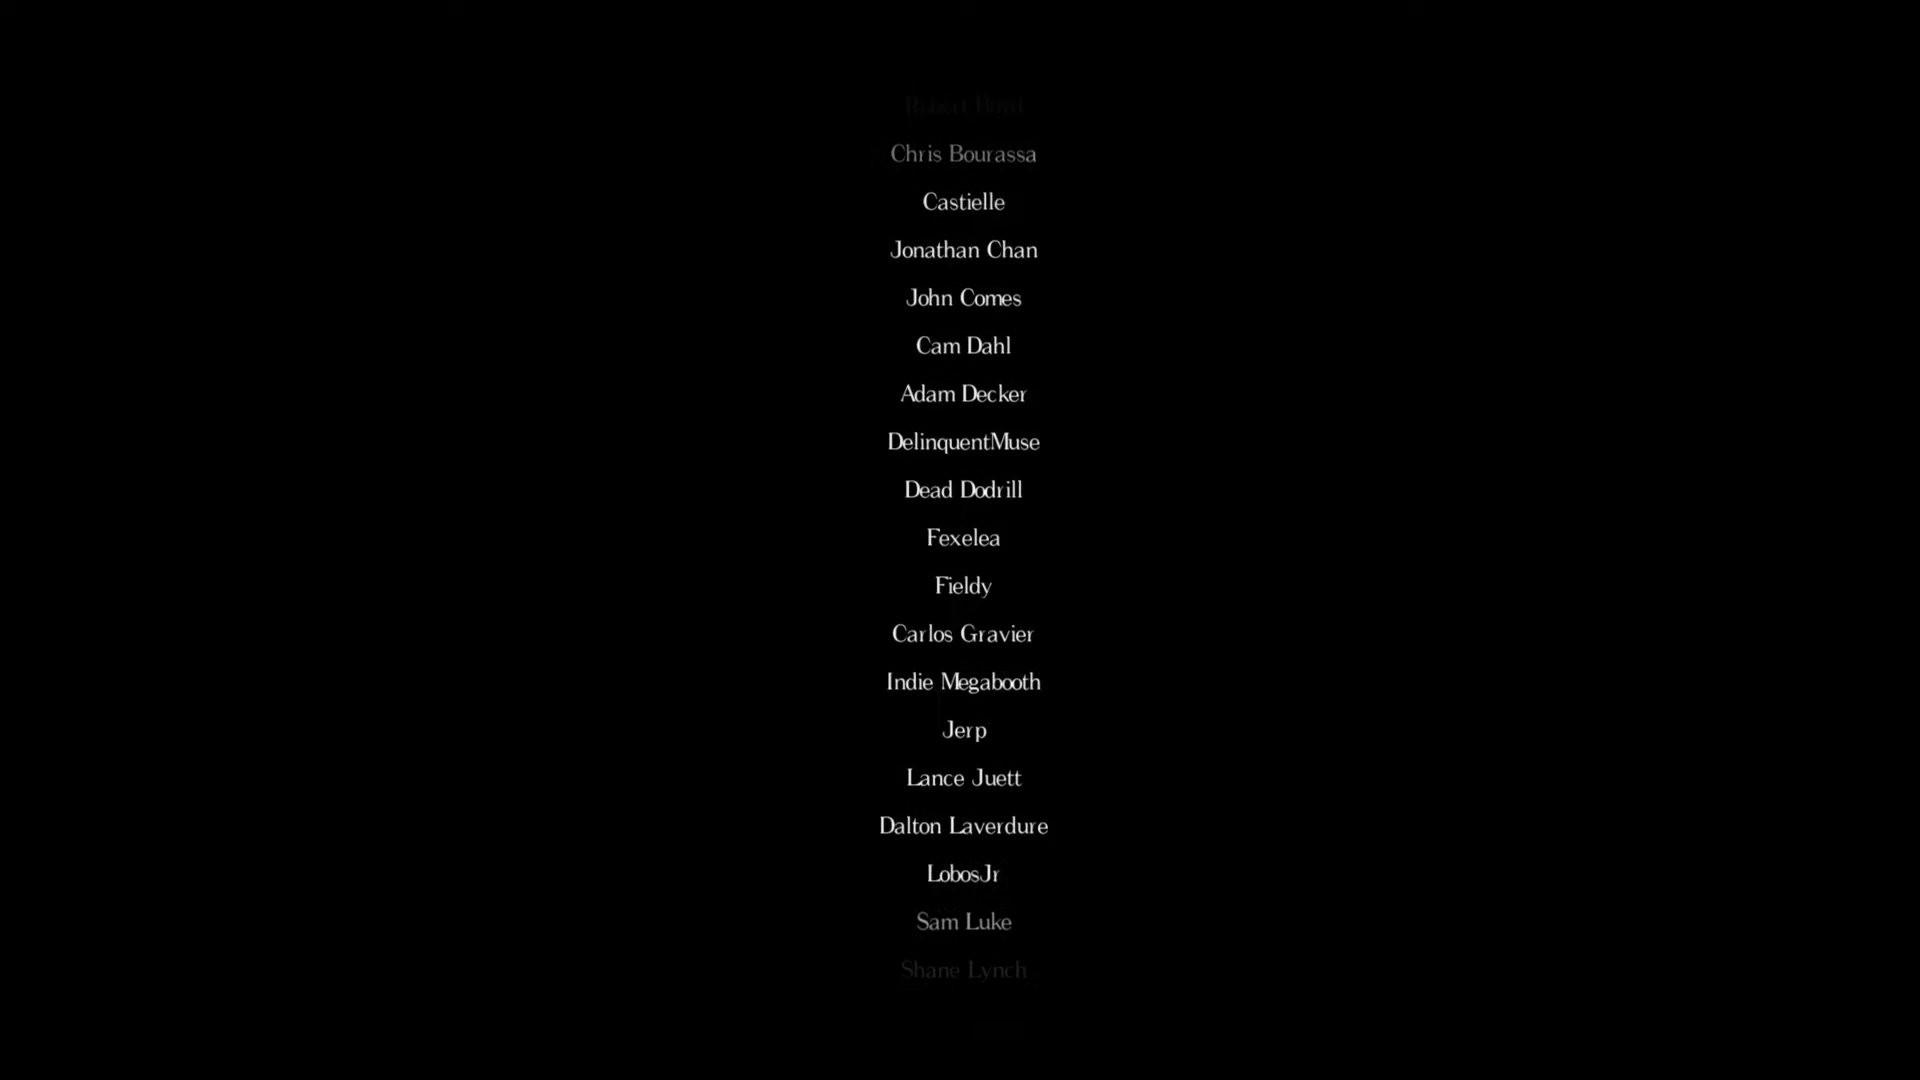 Chris Bourassa
Castielle
Jonathan Chan
John Comes
Cam Dahl
Adam Decker
DelinquentMuse
Dead Dodrill
Fexelea
Fieldy
Carlos Gravier
Indie Megabooth
Jerp
Lance Juett
Dalton Laverdure
LobosJr
Sam Luke
Shane Lynch